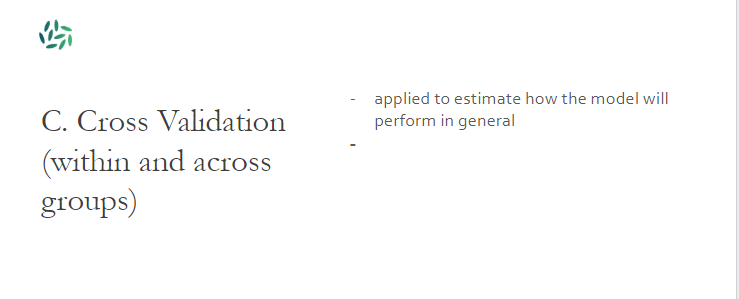 C. Cross Validation
(within and across
groups)
- applied to estimate how the model will
perform in general
-